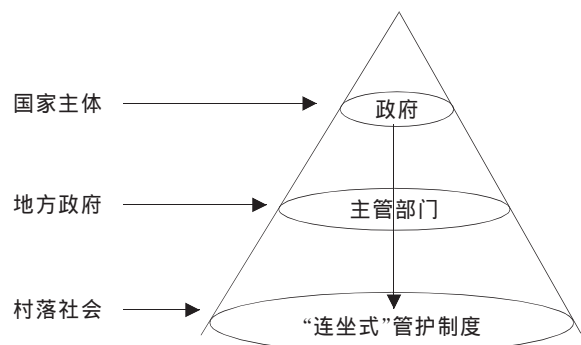 国家主体
政府
地方政府
主管部门
村落社会
“连坐式”管护制度